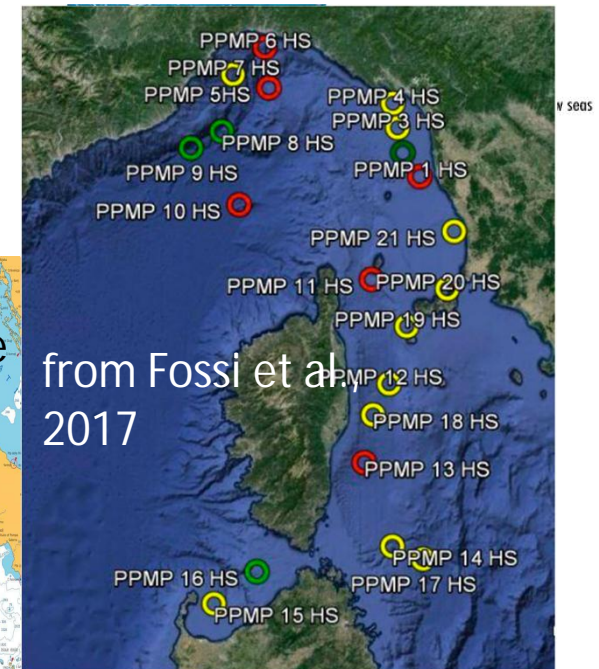 PPMP 6 HS
PPMP 7 HS
PPMP 5HS
PPMP 4 HS
PPMP 3 HS
seas
PPMP 8 HS
PPMP 9 HS
PPMP 1 HS
PPMP 10 HS
PPMP 21 HS
PPMP 11 HS
PPMP 20 HS
PPMP 19 HS
from Fossi et al.,
2017
PPMP 12 HS
PPMP 18 HS
PPMP 13 HS
PPMP 14 HS
PPMP 17 HS
PPMP 16 HS
PPMP 15 HS